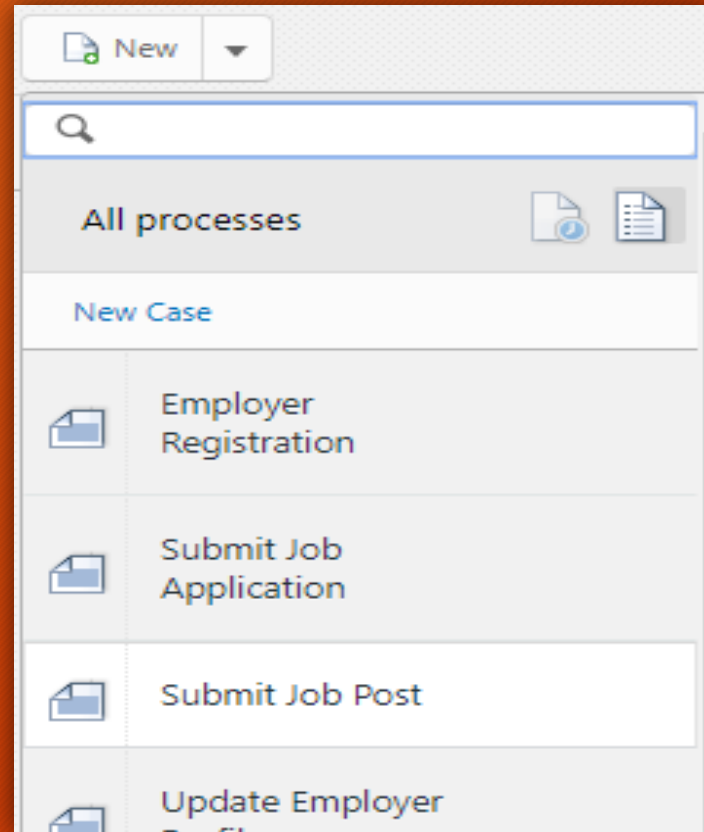 New
All processes
New Case
Employer
Registration
Submit Job
Application
Submit Job Post
Update Employer